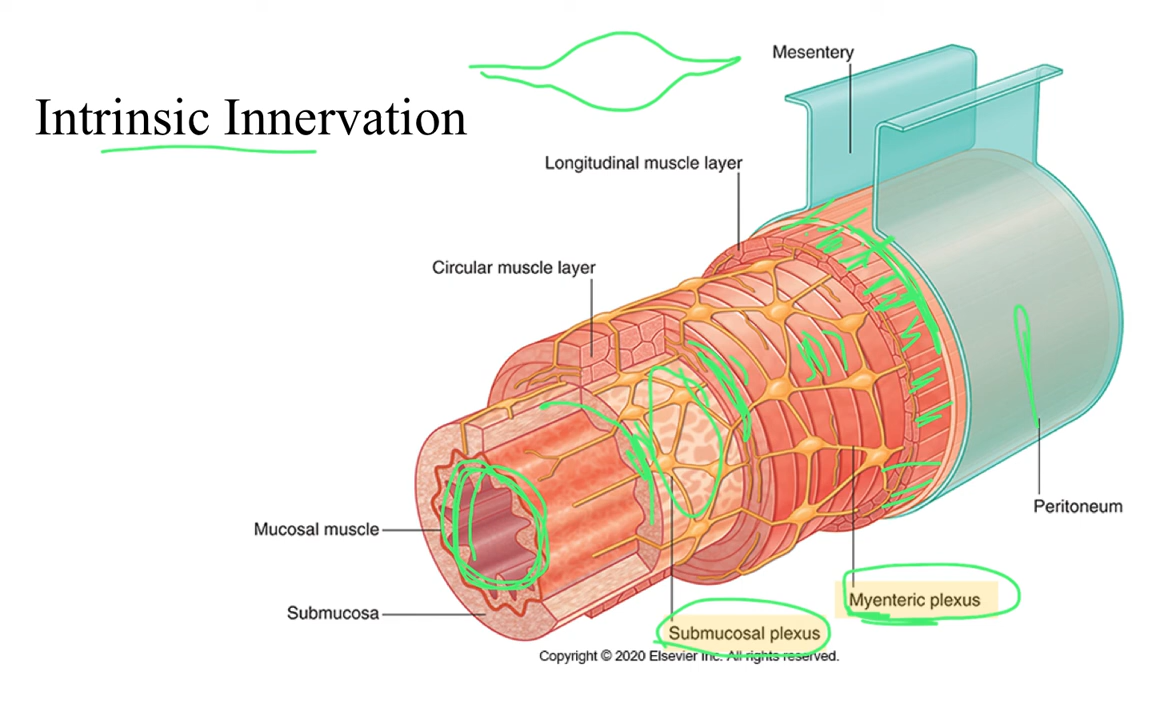 Mesentery
Intrinsic Innervation
Longitudinal muscle layer
Circular muscle layer
Peritoneum
Mucosal muscle
Myenteric plexus
Submucosa
Submucosal plexus
Copyright © 2020 Elsevier Inc. All rights reserved.